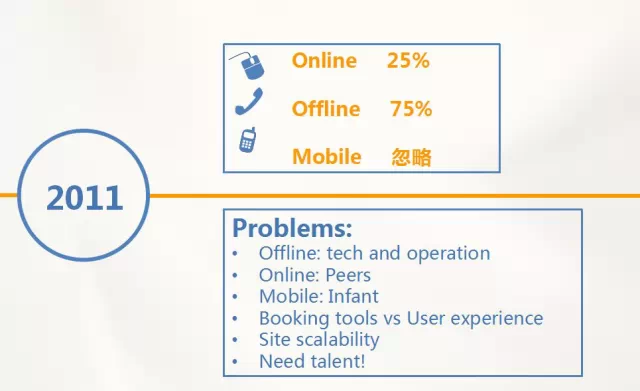 Online 25%
Offline 75%
Mobile 忽略
2011
Problems:
• Offline: tech and operation
• Online: Peers
• Mobile: Infant
• Booking tools vs User experience
• Site scalability
• Need talent!